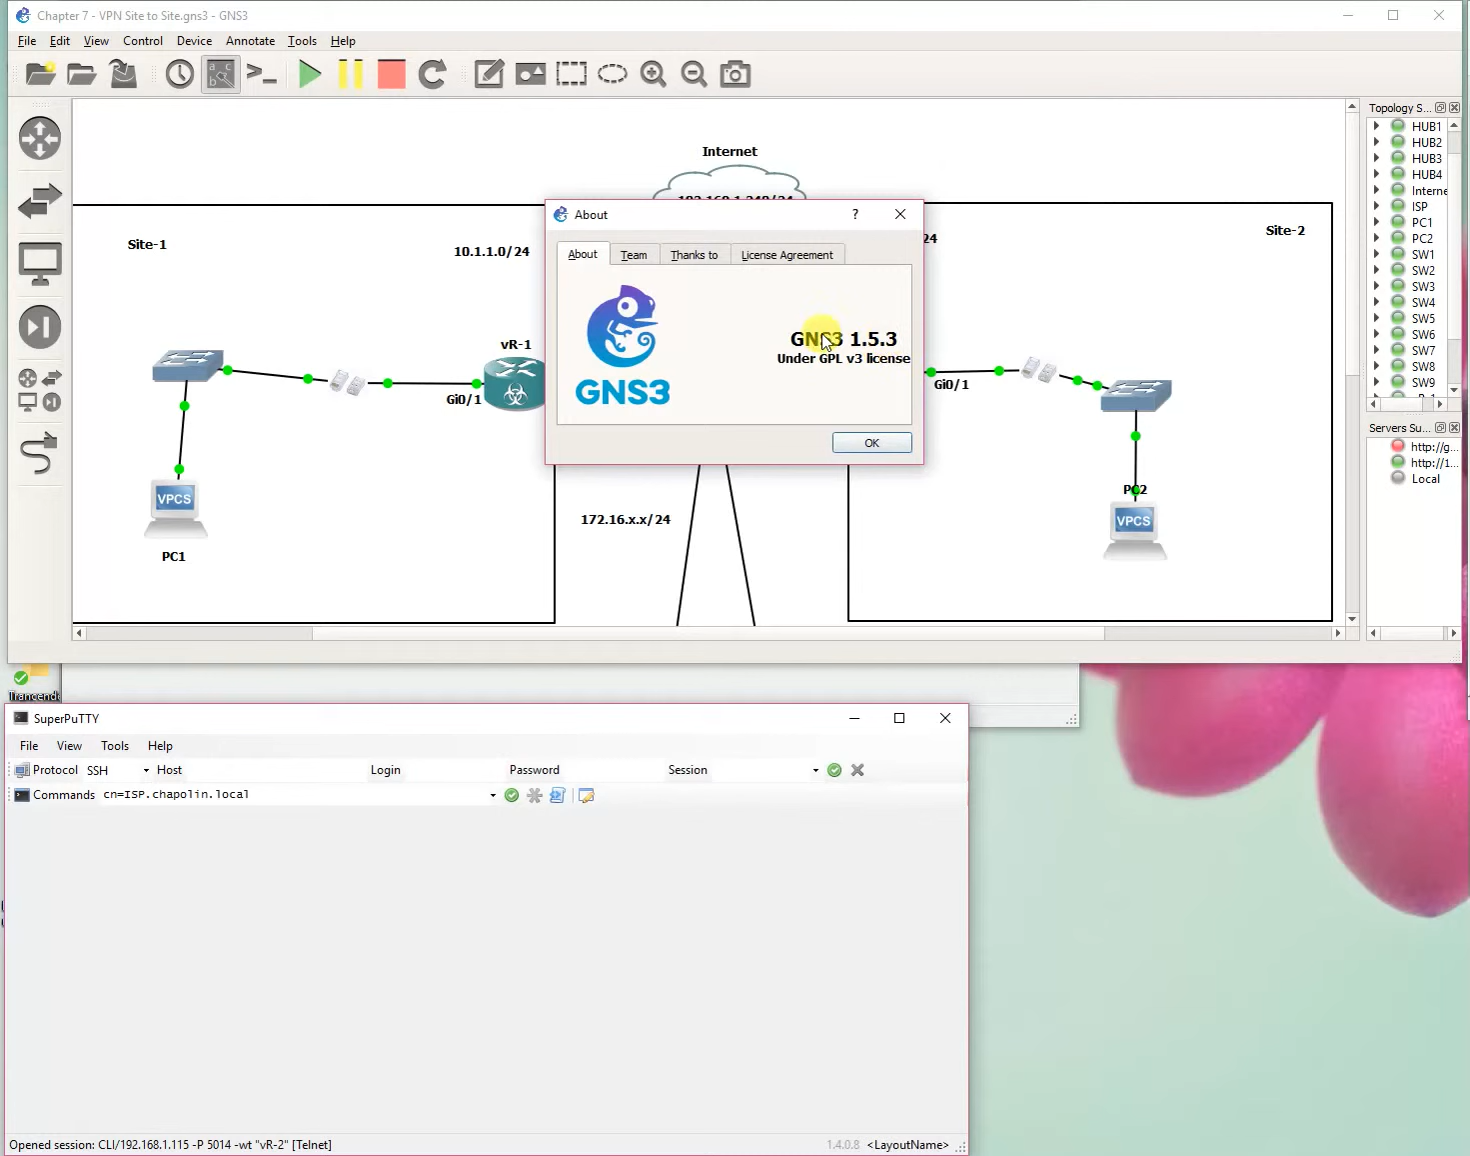 Chapter 7 - VPN Site to Site.gns3 - GNS3
File Edit View Control Device Annotate Tools Help
Internet
Site-1
10.1.1.0/24
24
Site-2
vR-1
Gi0/1
Gi0/1
VPCS
PC1
172.16.x.x/24
PC2
VPCS
About
About Team Thanks to License Agreement
GNS3
GNS3 1.5.3
Under GPL v3 license
OK
Topology S...
HUB1
HUB2
HUB3
HUB4
Interne
ISP
PC1
PC2
SW1
SW2
SW3
SW4
SW5
SW6
SW7
SW8
SW9
Servers Su...
http://g...
http://1...
Local
SuperPuTTY
File View Tools Help
Protocol SSH Host Login Password Session
Commands cn=ISP.chapolin.local
Opened session: CLI/192.168.1.115 -P 5014 -wt "vR-2" [Telnet]
1.4.0.8 <LayoutName>